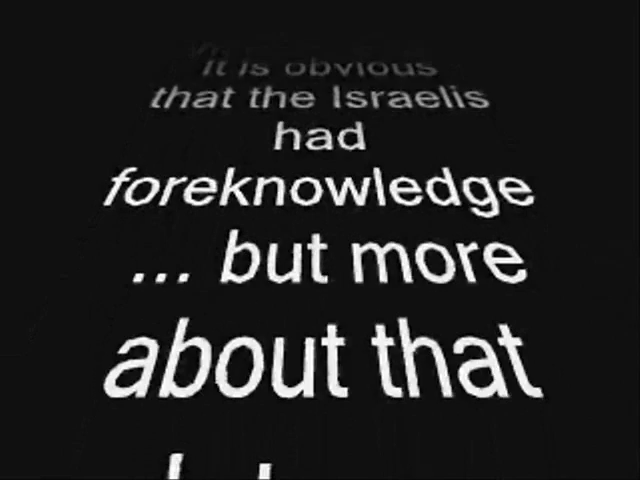 It is obvious
that the Israelis
had
foreknowledge
... but more
about that